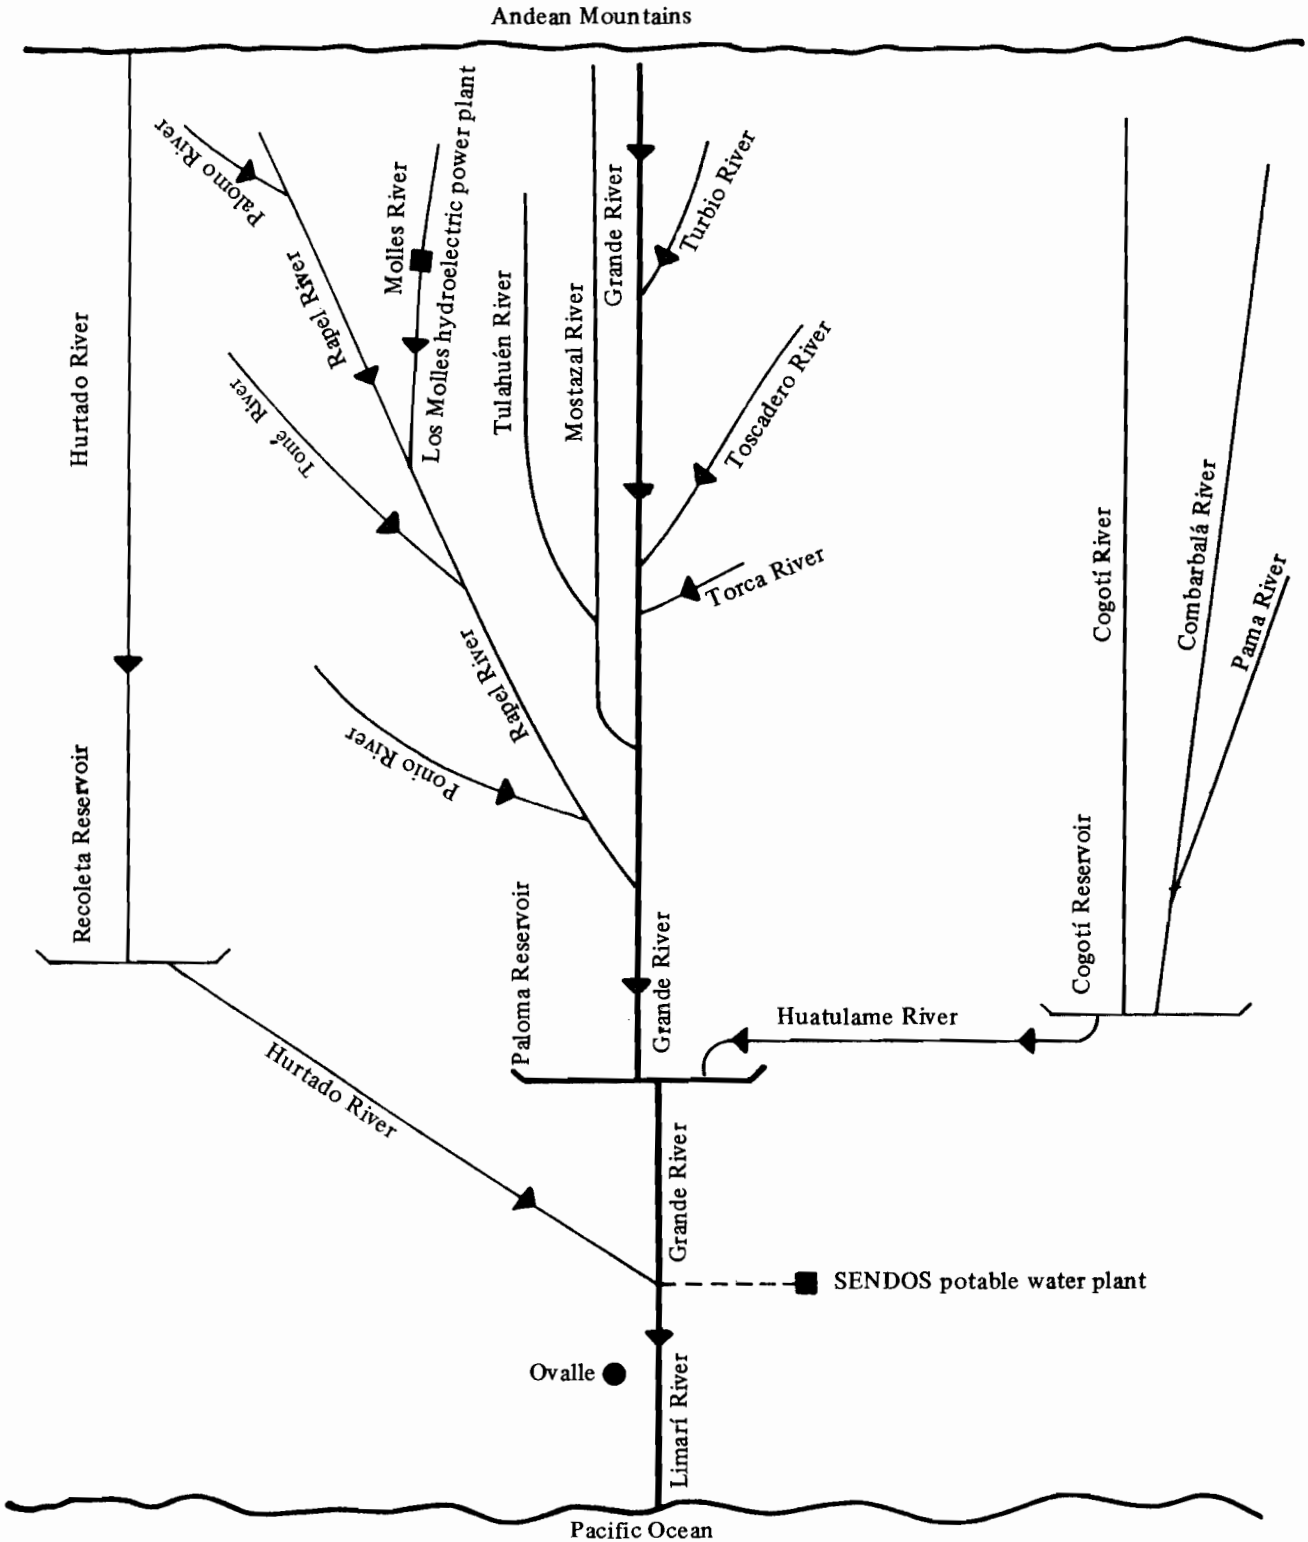 Andean Mountains
Palomo River
Rapel River
Molles River
Los Molles hydroelectric power plant
Grande River
Turbio River
Hurtado River
Tomé River
Tulahuén River
Mostazal River
Toscadero River
Torca River
Cogotí River
Combarbalá River
Pama River
Rapel River
Ponio River
Recoleta Reservoir
Paloma Reservoir
Grande River
Cogotí Reservoir
Huatulame River
Hurtado River
Grande River
SENDOS potable water plant
Ovalle
Limarí River
Pacific Ocean